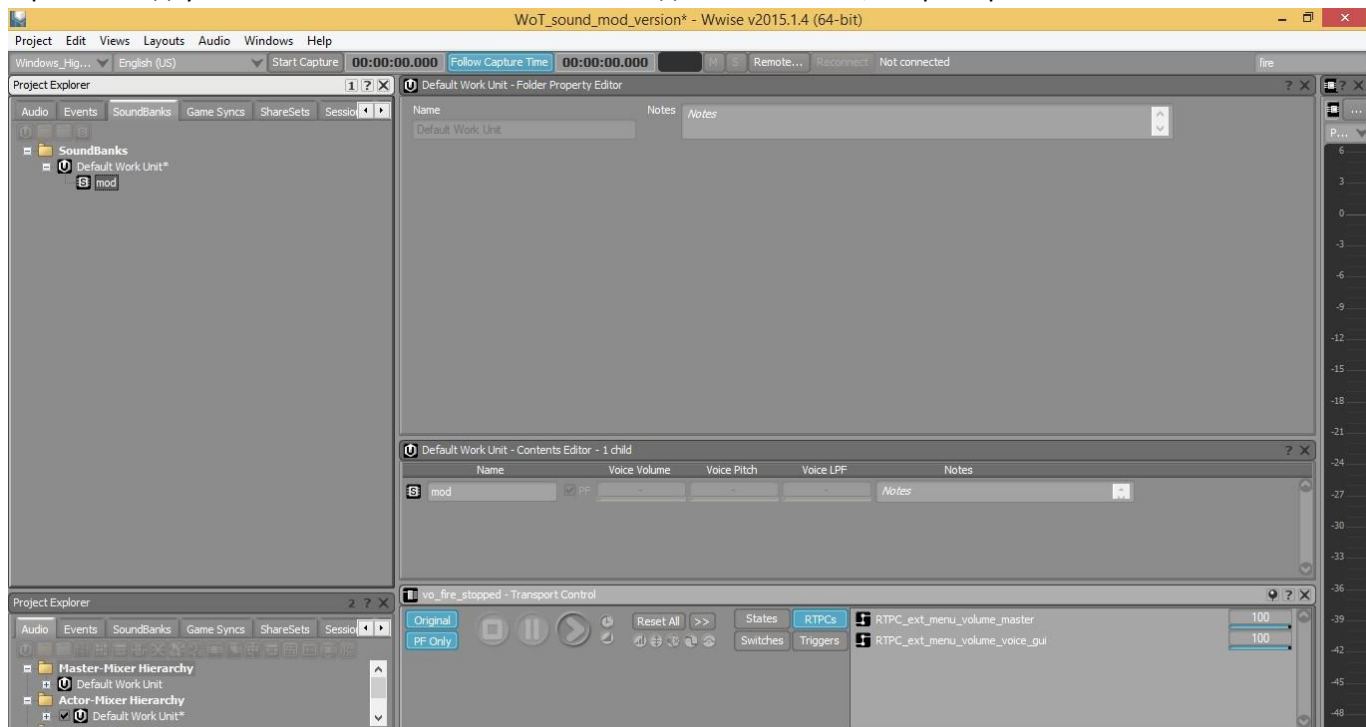 WoT_sound_mod_version* - Wwise v2015.1.4 (64-bit)
Project Edit Views Layouts Audio Windows Help
Windows_Hig... English (US) Start Capture 00:00:00.000 Follow Capture Time 00:00:00.000 M S Remote... Reconnect Not connected fire
Project Explorer 1 ? X
Audio Events SoundBanks Game Syncs ShareSets Session
SoundBanks
Default Work Unit*
mod
Default Work Unit - Folder Property Editor ? X
Name Notes Notes
Default Work Unit
Default Work Unit - Contents Editor - 1 child ? X
Name Voice Volume Voice Pitch Voice LPF Notes
mod PF - - - Notes
vo_fire_stopped - Transport Control ? X
Original Reset All >> States RTPCs RTPC_ext_menu_volume_master 100
PF Only Switches Triggers RTPC_ext_menu_volume_voice_gui 100
Project Explorer 2 ? X
Audio Events SoundBanks Game Syncs ShareSets Session
Master-Mixer Hierarchy
Default Work Unit
Actor-Mixer Hierarchy
Default Work Unit*
? X
...
P...
6
3
0
-3
-6
-9
-12
-15
-18
-21
-24
-27
-30
-33
-36
-39
-42
-45
-48